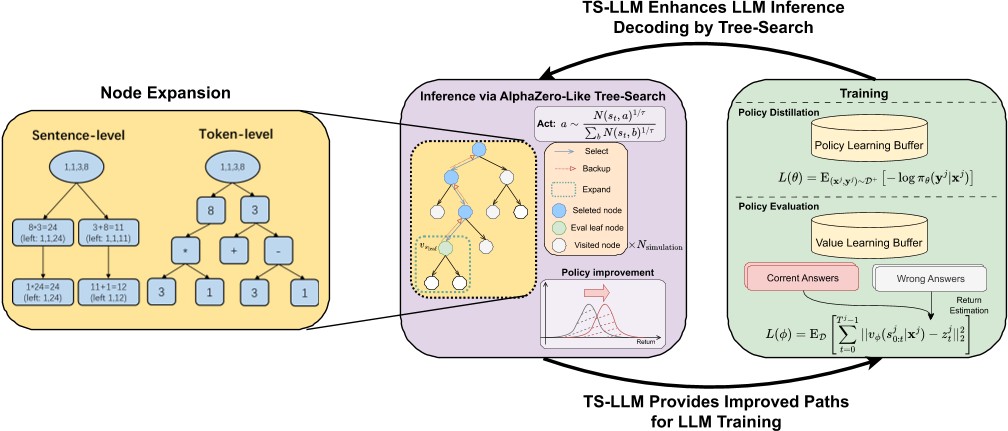 TS-LLM Enhances LLM Inference
Decoding by Tree-Search
Node Expansion
Sentence-level
Token-level
1,1,3,8
8*3=24
(left: 1,1,24)
3+8=11
(left: 1,1,11)
1*24=24
(left: 1,24)
11+1=12
(left: 1,12)
1,1,3,8
8
3
*
+
-
3
1
3
1
Inference via AlphaZero-Like Tree-Search
Act: a ∼ N(s_t, a)^{1/τ} / ∑_b N(s_t, b)^{1/τ}
Select
Backup
Expand
Seleted node
Eval leaf node
Visited node
×N_simulation
v_{s_leaf}
Policy improvement
Return
Training
Policy Distillation
Policy Learning Buffer
L(θ) = E_{(x^j,y^j)∼D^+} [−log π_θ(y^j|x^j)]
Policy Evaluation
Value Learning Buffer
Corrent Answers
Wrong Answers
Return
Estimation
L(ϕ) = E_D [∑_{t=0}^{T^j−1} ||v_ϕ(s^j_{0:t}|x^j) − z^j_t||^2_2]
TS-LLM Provides Improved Paths
for LLM Training